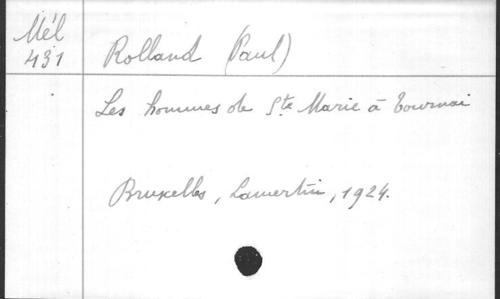 Mél
431
Rolland (Paul)
Les hommes de Ste Marie à Tournai
Bruxelles, Lamertin, 1924.